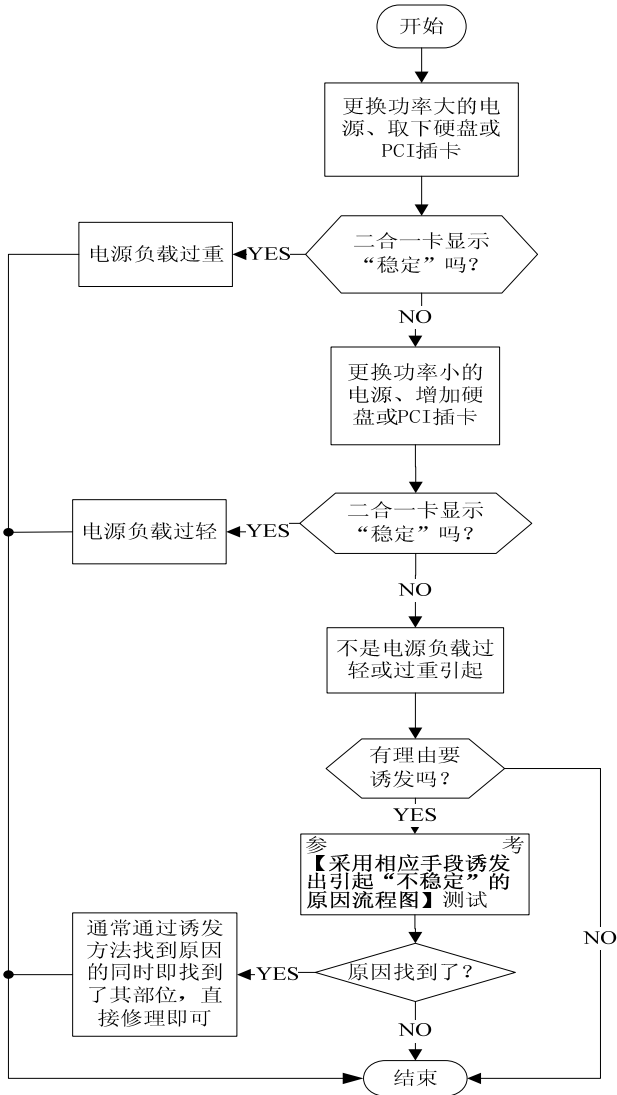 开始
更换功率大的电
源、取下硬盘或
PCI插卡
二合一卡显示
“稳定”吗?
YES
电源负载过重
NO
更换功率小的
电源、增加硬
盘或PCI插卡
二合一卡显示
“稳定”吗?
YES
电源负载过轻
NO
不是电源负载过
轻或过重引起
有理由要
诱发吗?
YES
参 考
【采用相应手段诱发
出引起“不稳定”的
原因流程图】测试
NO
原因找到了?
YES
通常通过诱发
方法找到原因
的同时即找到
了其部位，直
接修理即可
NO
结束